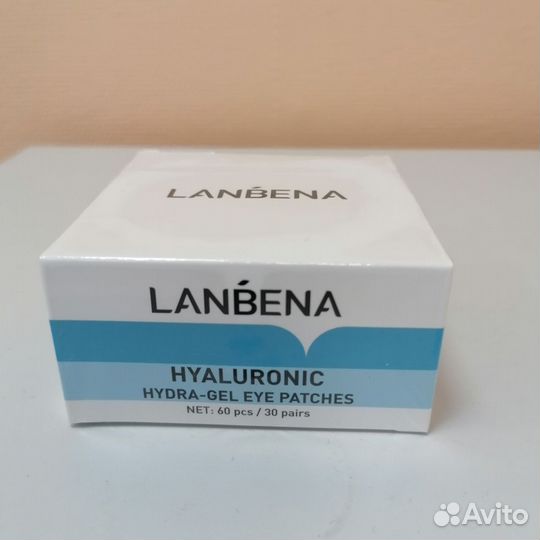 LANBENA
LANBENA
HYALURONIC
HYDRA-GEL EYE PATCHES
NET: 60 pcs / 30 pairs
Avito